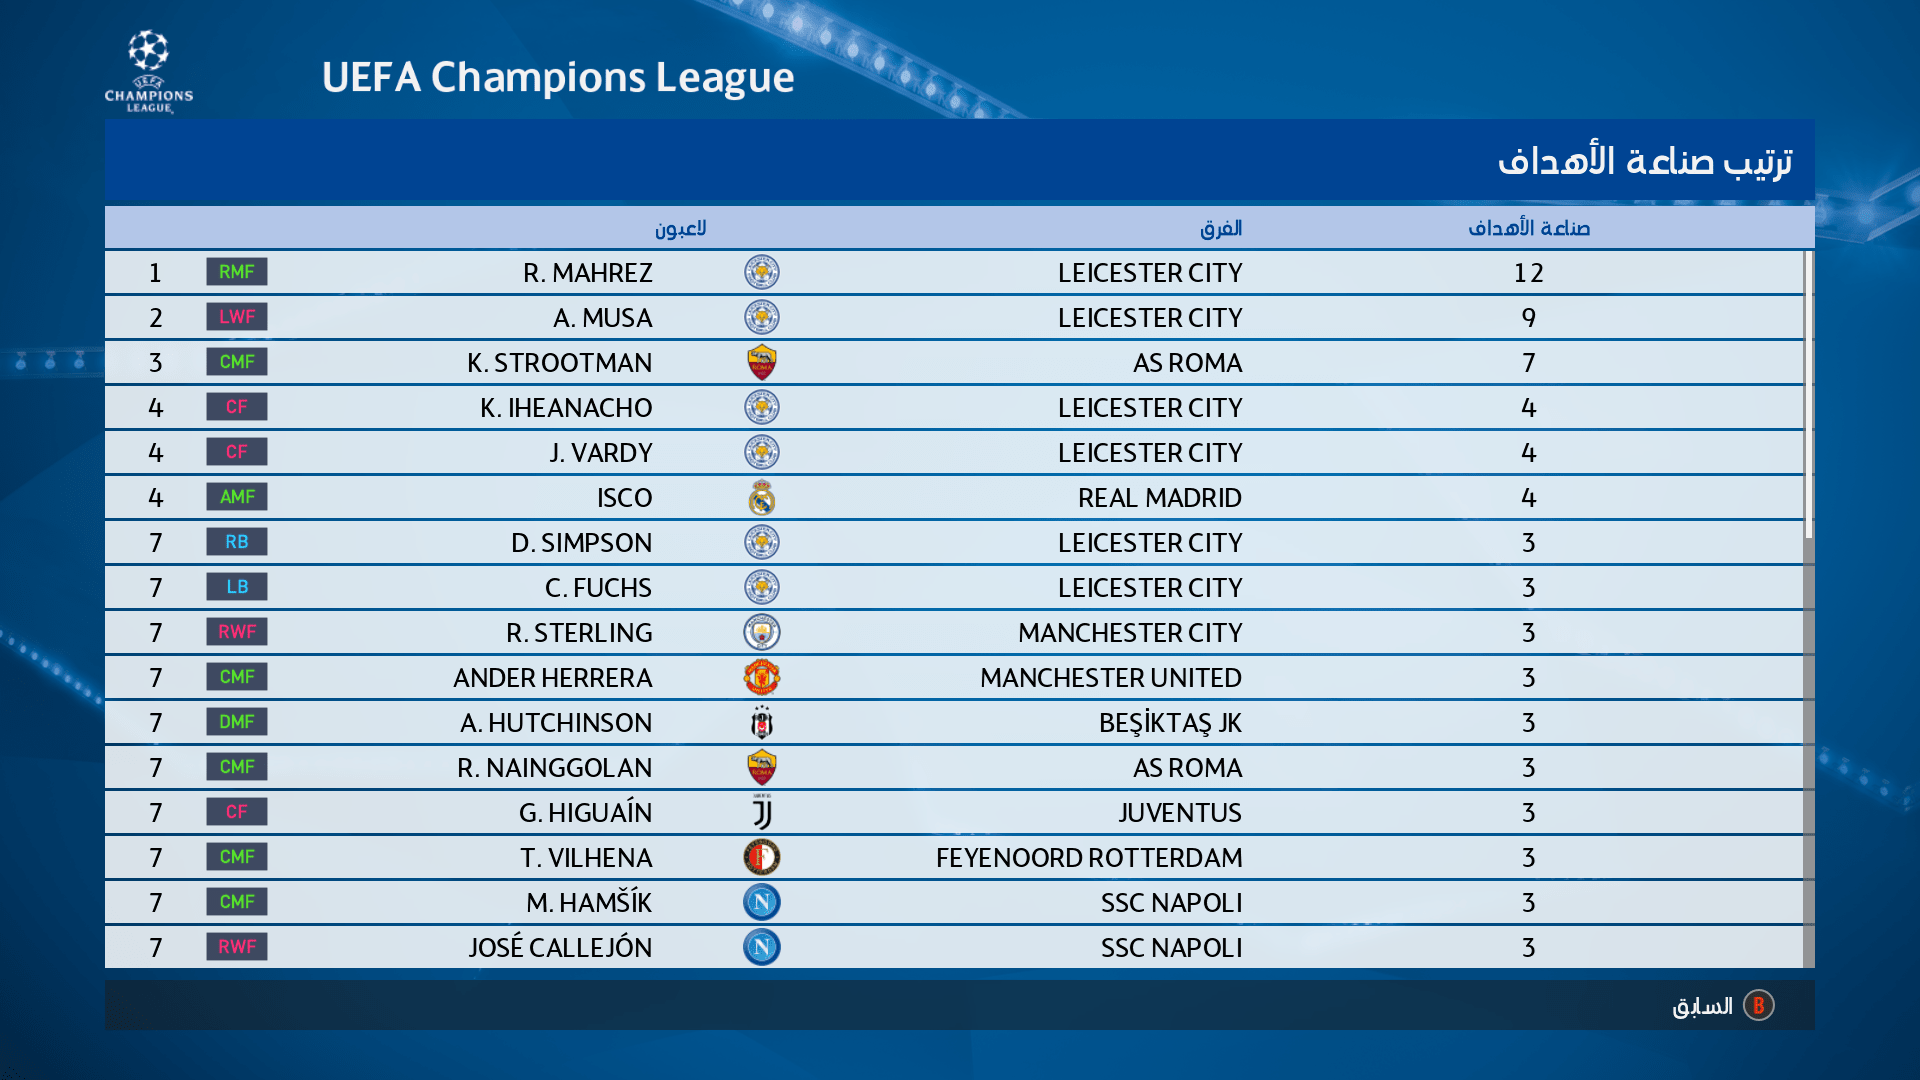 UEFA
CHAMPIONS
LEAGUE
UEFA Champions League
ترتيب صناعة الأهداف
لاعبون الفرق صناعة الأهداف
1 RMF R. MAHREZ LEICESTER CITY 12
2 LWF A. MUSA LEICESTER CITY 9
3 CMF K. STROOTMAN AS ROMA 7
4 CF K. IHEANACHO LEICESTER CITY 4
4 CF J. VARDY LEICESTER CITY 4
4 AMF ISCO REAL MADRID 4
7 RB D. SIMPSON LEICESTER CITY 3
7 LB C. FUCHS LEICESTER CITY 3
7 RWF R. STERLING MANCHESTER CITY 3
7 CMF ANDER HERRERA MANCHESTER UNITED 3
7 DMF A. HUTCHINSON BEŞİKTAŞ JK 3
7 CMF R. NAINGGOLAN AS ROMA 3
7 CF G. HIGUAÍN JUVENTUS 3
7 CMF T. VILHENA FEYENOORD ROTTERDAM 3
7 CMF M. HAMŠÍK SSC NAPOLI 3
7 RWF JOSÉ CALLEJÓN SSC NAPOLI 3
B السابق